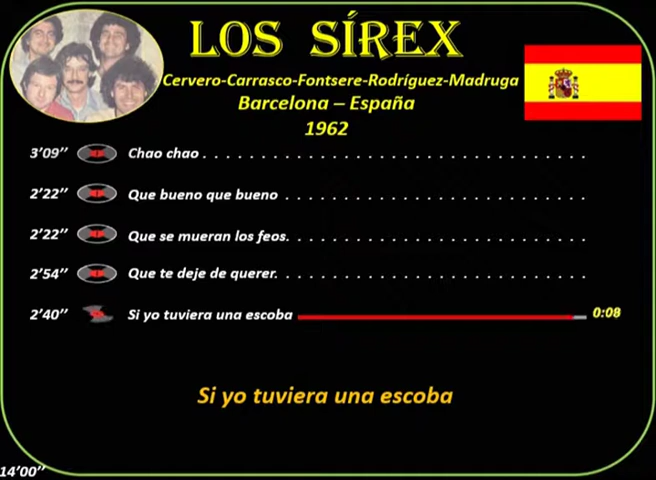 LOS SÍREX
Cervero-Carrasco-Fontsere-Rodríguez-Madruga
Barcelona – España
1962
3’09’’ Chao chao . . . . . . . . . . . . . . . . . . . . . . . . . . . . . . . . .
2’22’’ Que bueno que bueno . . . . . . . . . . . . . . . . . . . . . . . . . .
2’22’’ Que se mueran los feos. . . . . . . . . . . . . . . . . . . . . . . . . .
2’54’’ Que te deje de querer. . . . . . . . . . . . . . . . . . . . . . . . . . .
2’40’’ Si yo tuviera una escoba 0:08
Si yo tuviera una escoba
14’00’’